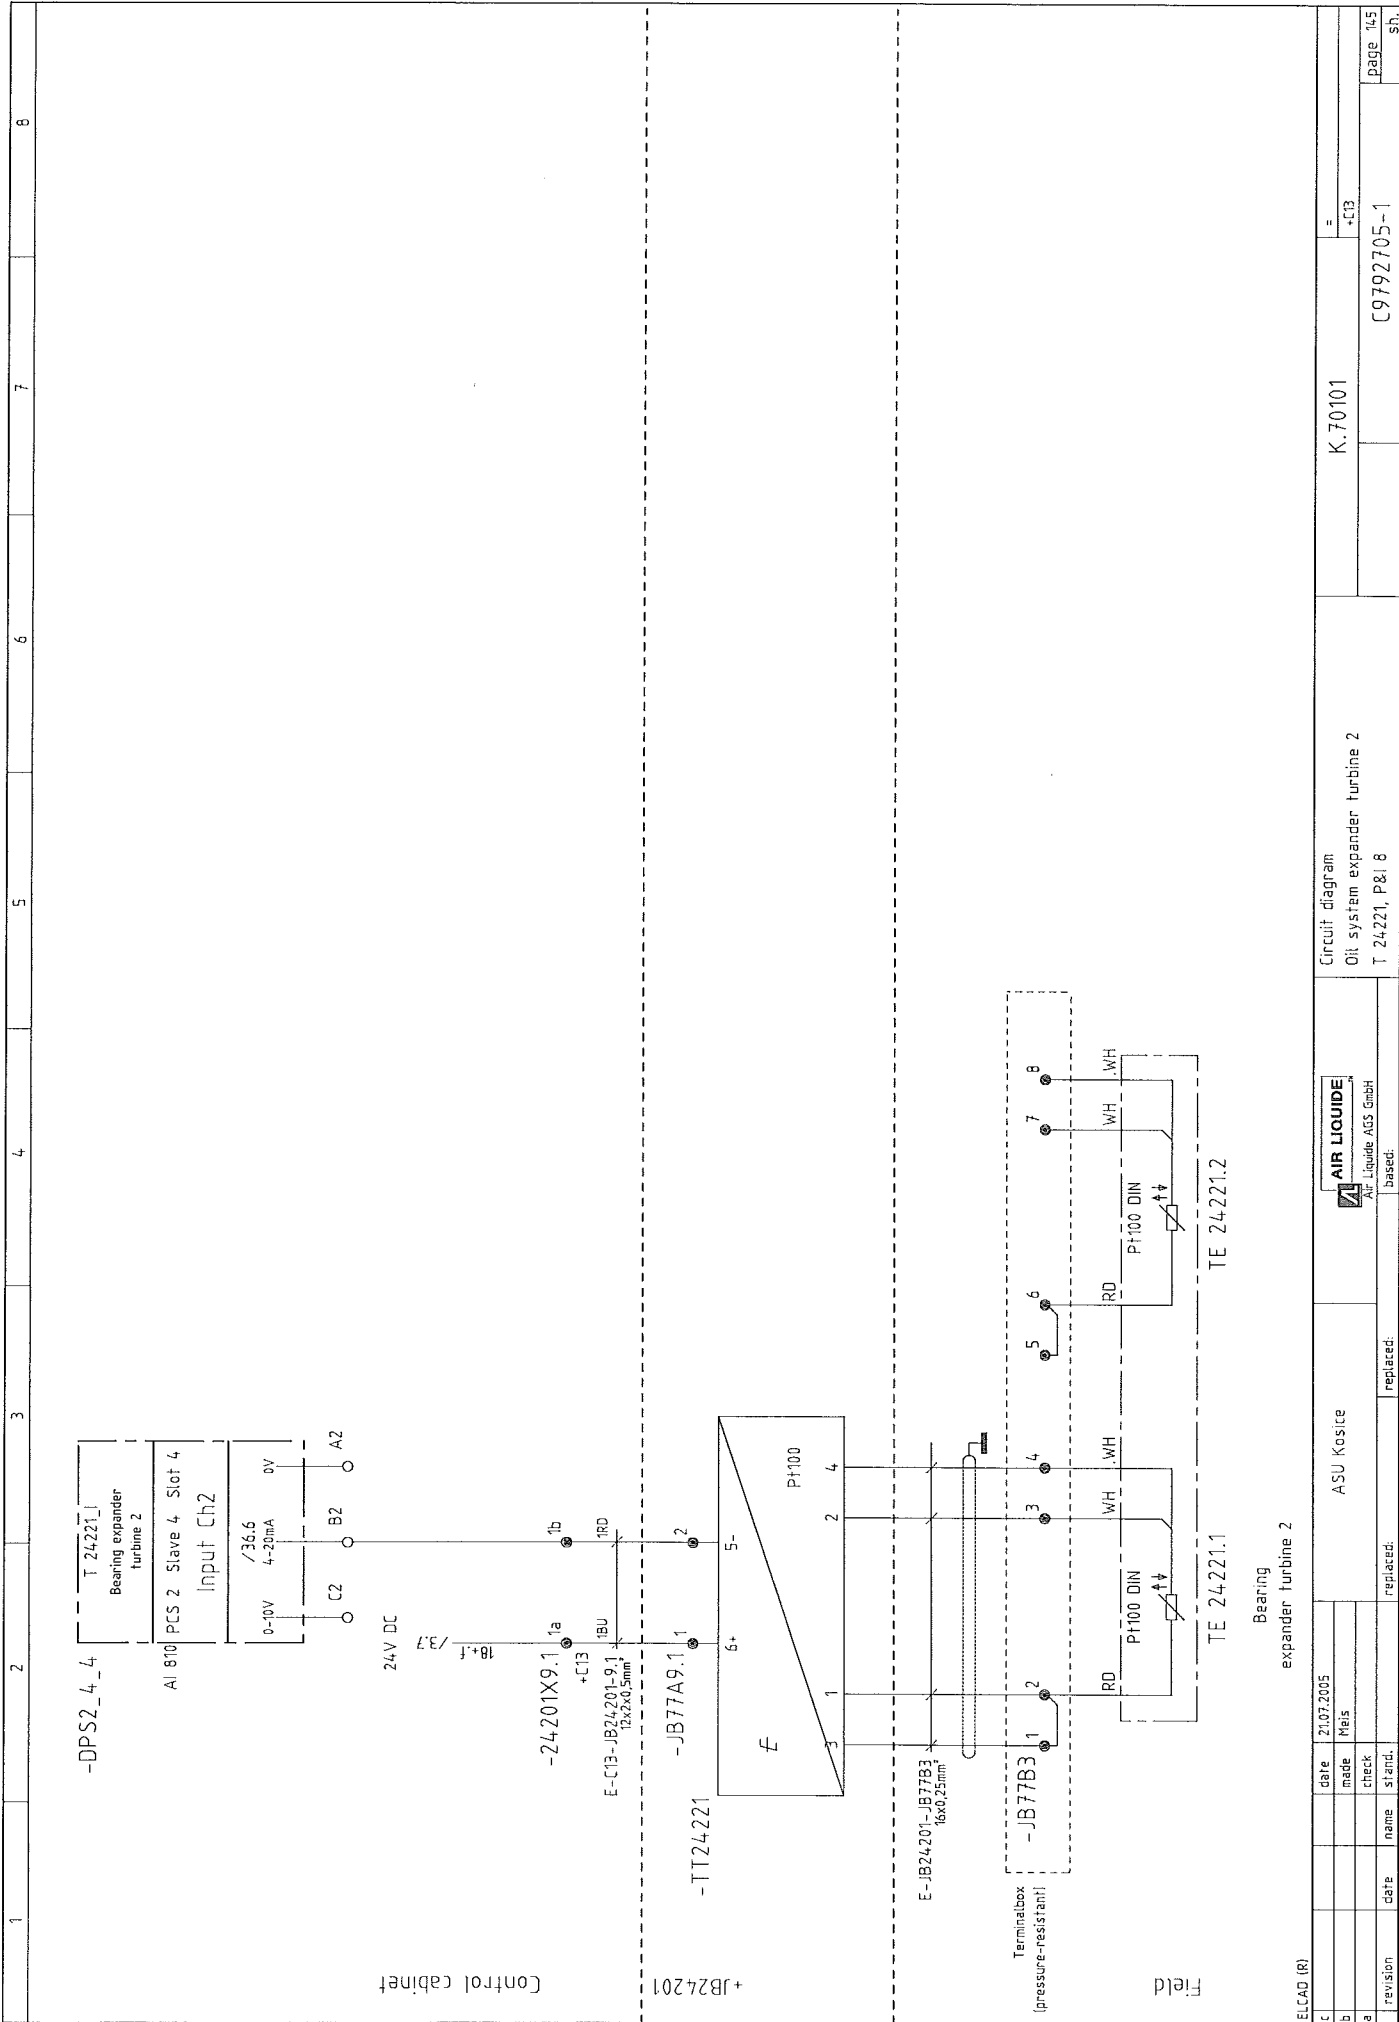 1 2 3 4 5 6 7 8
-DPS2_4_4
T 24221_I
Bearing expander
turbine 2
AI 810
PCS 2 Slave 4 Slot 4
Input Ch2
/36.6
0-10V 4-20mA 0V
C2 B2 A2
24V DC
/3.7
18+.f
-24201X9.1 1a 1b
+C13
E-C13-JB24201-9.1
12x2x0,5mm²
1BU 1RD
-JB77A9.1 1 2
-TT24221
6+ 5-
Pt100
3 1 2 4
E-JB24201-JB77B3
16x0,25mm²
Terminalbox
(pressure-resistant)
-JB77B3 1 2 3 4 5 6 7 8
RD WH WH RD WH WH
Pt100 DIN Pt100 DIN
TE 24221.1 TE 24221.2
Bearing
expander turbine 2
Control cabinet
+JB24201
Field
ELCAD (R)
c
b
a
revision date name
date 21.07.2005
made Meis
check
stand.
ASU Kosice
replaced: replaced: based:
AIR LIQUIDE
Air Liquide AGS GmbH
Circuit diagram
Oil system expander turbine 2
T 24221, P&I 8
K.70101
=
+C13
C9792705-1
page 145
sh.